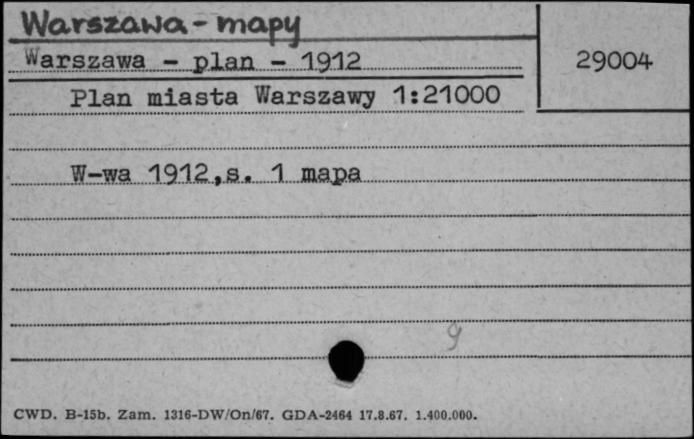 Warszawa - mapy
Warszawa - plan - 1912
29004
Plan miasta Warszawy 1:21000
W-wa 1912,s. 1 mapa
9
CWD. B-15b. Zam. 1316-DW/On/67. GDA-2464 17.8.67. 1.400.000.